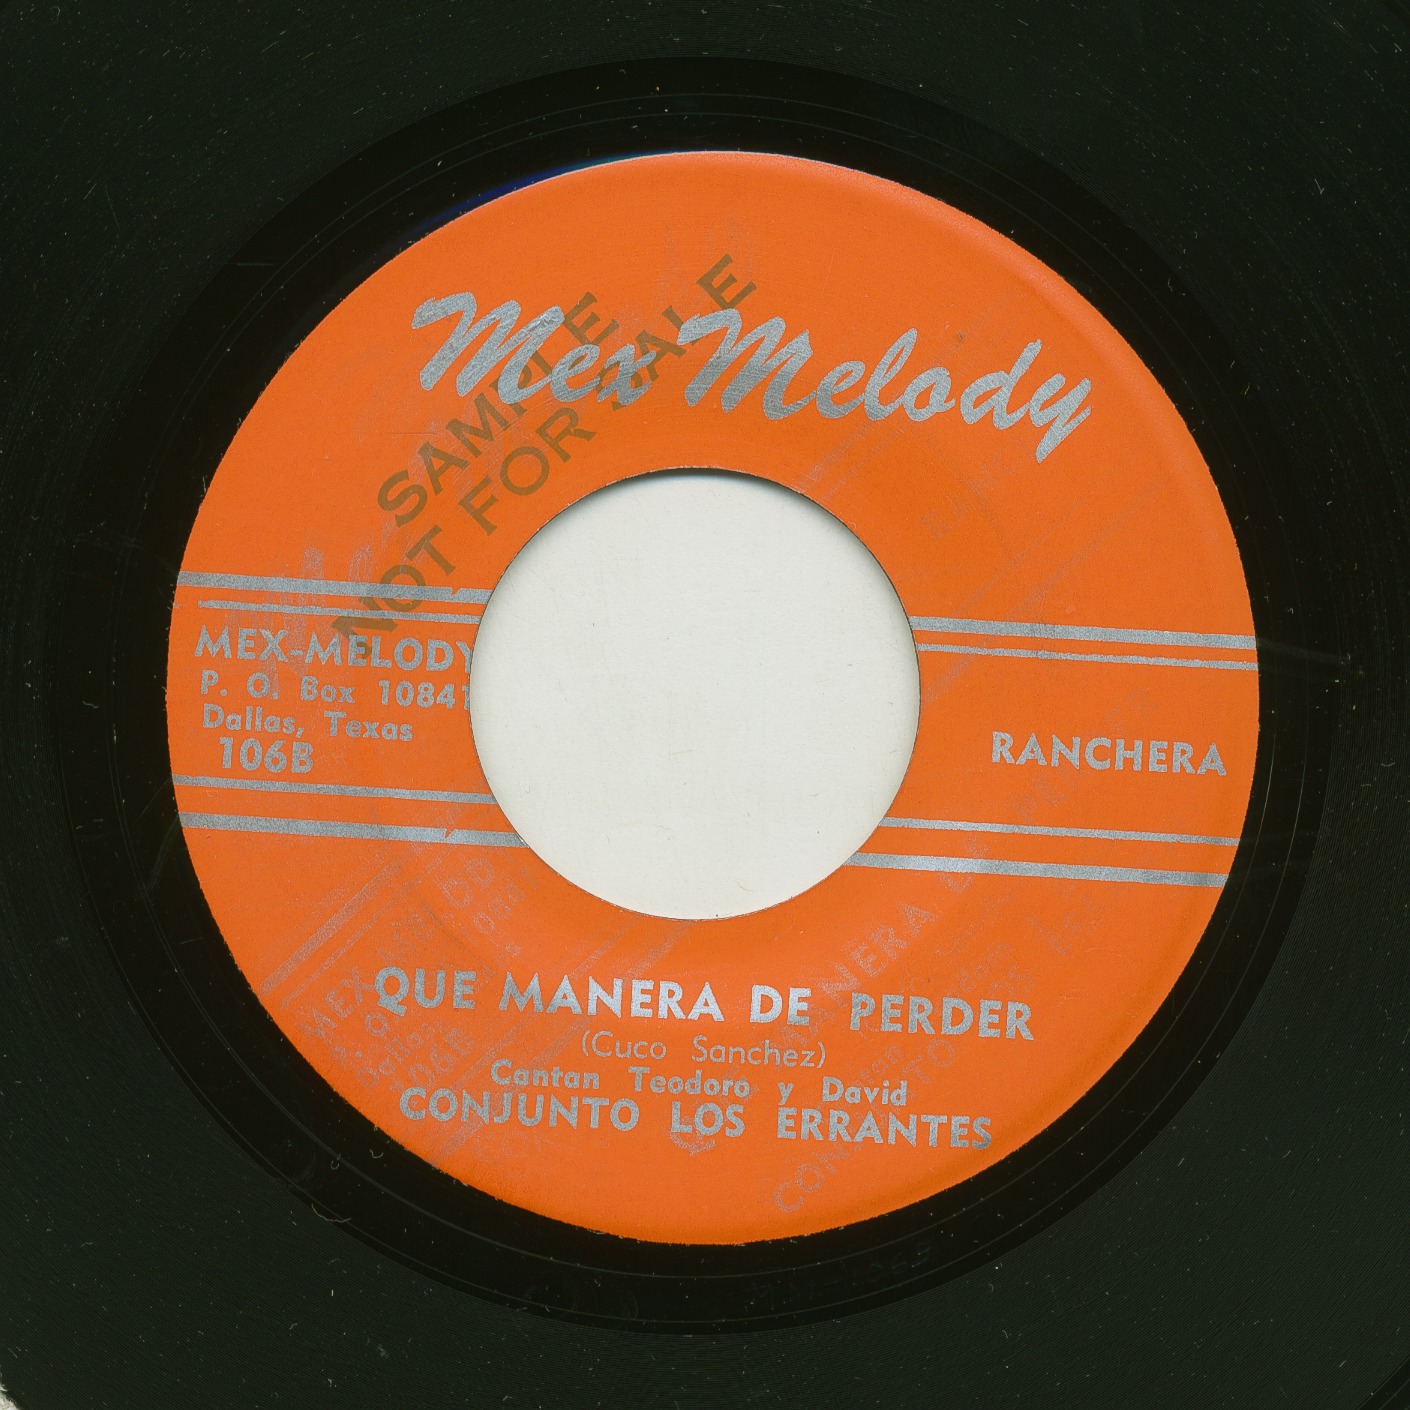 Mex Melody
SAMPLE
NOT FOR SALE
MEX-MELODY
P. O. Box 10841
Dallas, Texas
106B
RANCHERA
QUE MANERA DE PERDER
(Cuco Sanchez)
Cantan Teodoro y David
CONJUNTO LOS ERRANTES